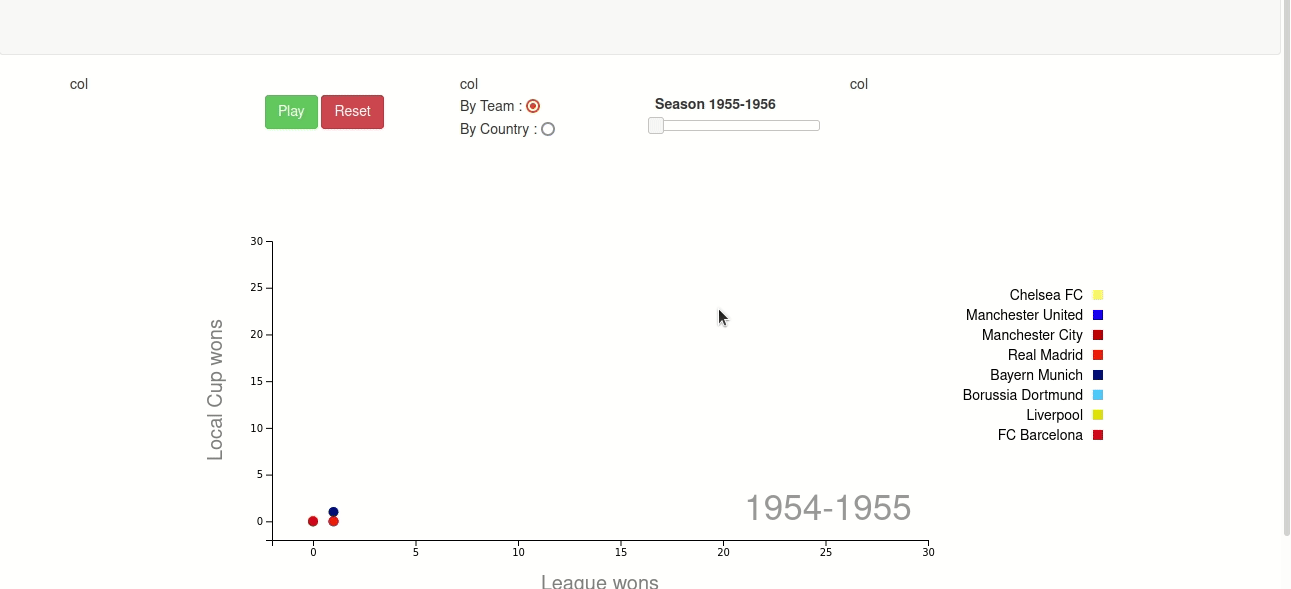 col
col
col
Play
Reset
By Team :
By Country :
Season 1955-1956
30
25
20
15
10
5
0
Local Cup wons
0
5
10
15
20
25
30
League wons
1954-1955
Chelsea FC
Manchester United
Manchester City
Real Madrid
Bayern Munich
Borussia Dortmund
Liverpool
FC Barcelona